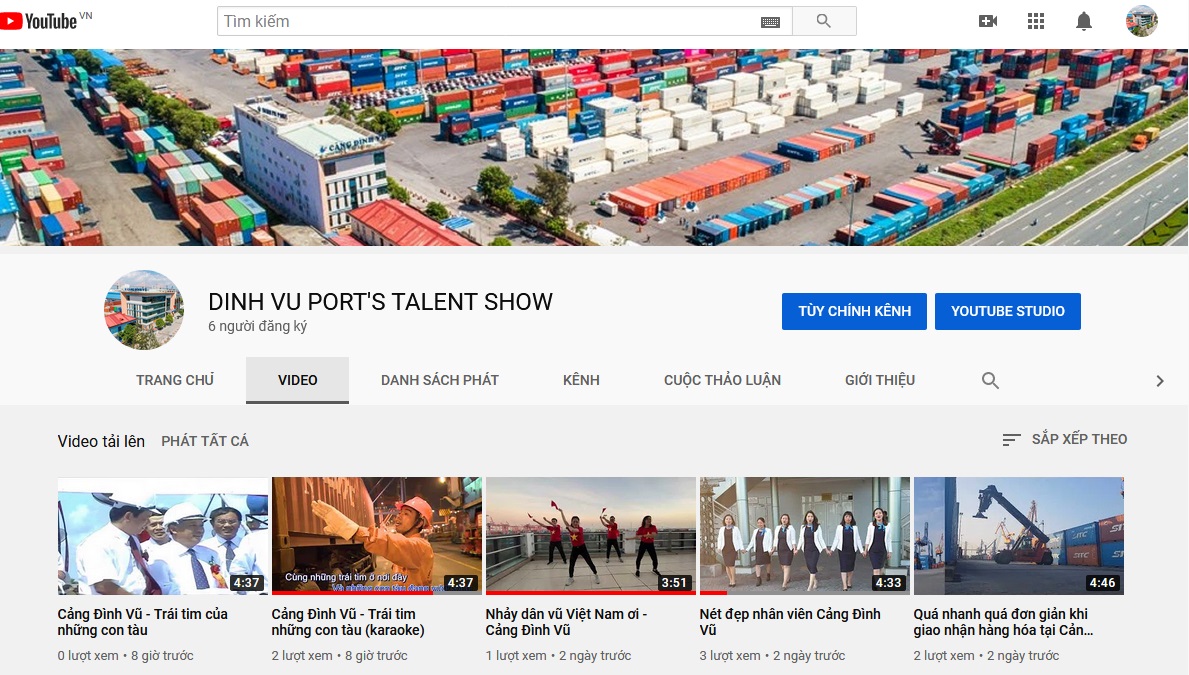 YouTube VN
Tìm kiếm
CẢNG ĐÌNH VŨ
DINH VU PORT'S TALENT SHOW
6 người đăng ký
TÙY CHỈNH KÊNH
YOUTUBE STUDIO
TRANG CHỦ
VIDEO
DANH SÁCH PHÁT
KÊNH
CUỘC THẢO LUẬN
GIỚI THIỆU
Video tải lên
PHÁT TẤT CẢ
SẮP XẾP THEO
4:37
Cùng những trái tim ở nơi đây
4:37
3:51
4:33
4:46
Cảng Đình Vũ - Trái tim của
những con tàu
0 lượt xem • 8 giờ trước
Cảng Đình Vũ - Trái tim
những con tàu (karaoke)
2 lượt xem • 8 giờ trước
Nhảy dân vũ Việt Nam ơi -
Cảng Đình Vũ
1 lượt xem • 2 ngày trước
Nét đẹp nhân viên Cảng Đình
Vũ
3 lượt xem • 2 ngày trước
Quá nhanh quá đơn giản khi
giao nhận hàng hóa tại Cản...
2 lượt xem • 2 ngày trước